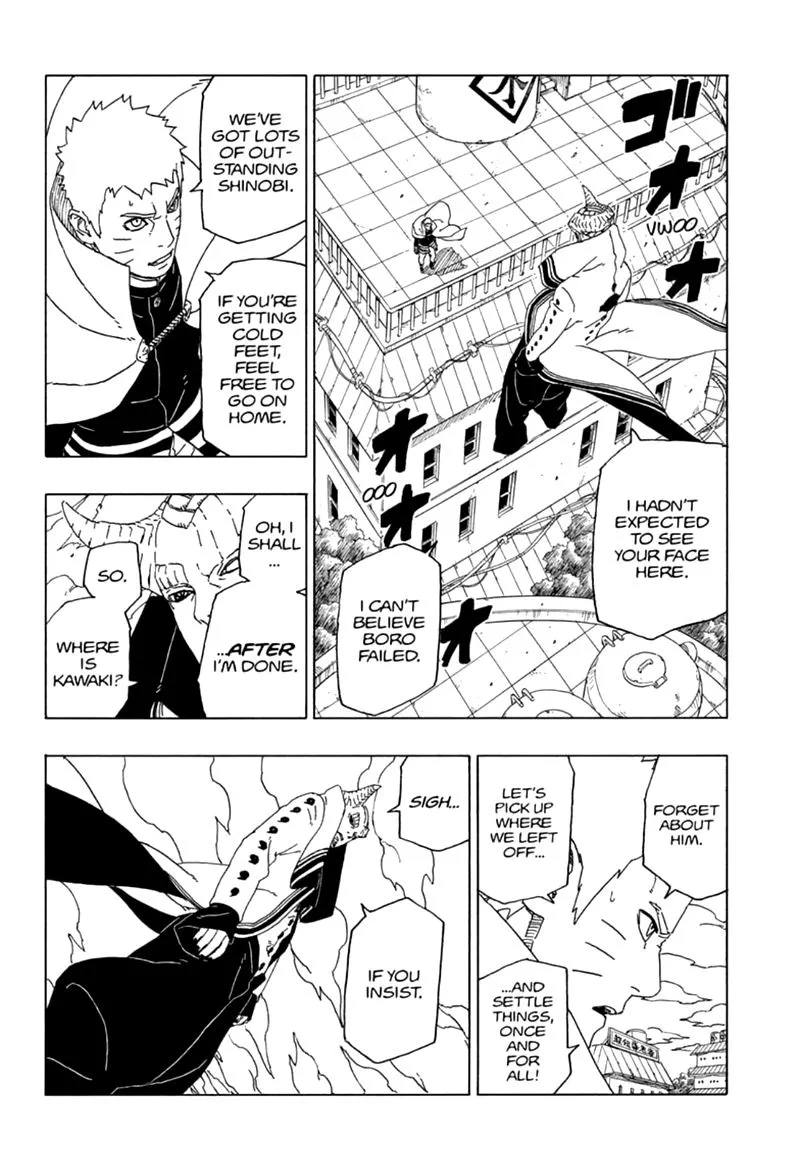 ゴ
オ
オ
VWOO
I HADN'T
EXPECTED
TO SEE
YOUR FACE
HERE.
オ
OOO
オ
オ
I CAN'T
BELIEVE
BORO
FAILED.
WE'VE
GOT LOTS
OF OUT-
STANDING
SHINOBI.
IF YOU'RE
GETTING
COLD
FEET,
FEEL
FREE TO
GO ON
HOME.
OH, I
SHALL
...
...AFTER
I'M DONE.
SO.
WHERE
IS
KAWAKI?
FORGET
ABOUT
HIM.
LET'S
PICK UP
WHERE
WE LEFT
OFF...
...AND
SETTLE
THINGS,
ONCE
AND
FOR
ALL!
SIGH...
IF YOU
INSIST.